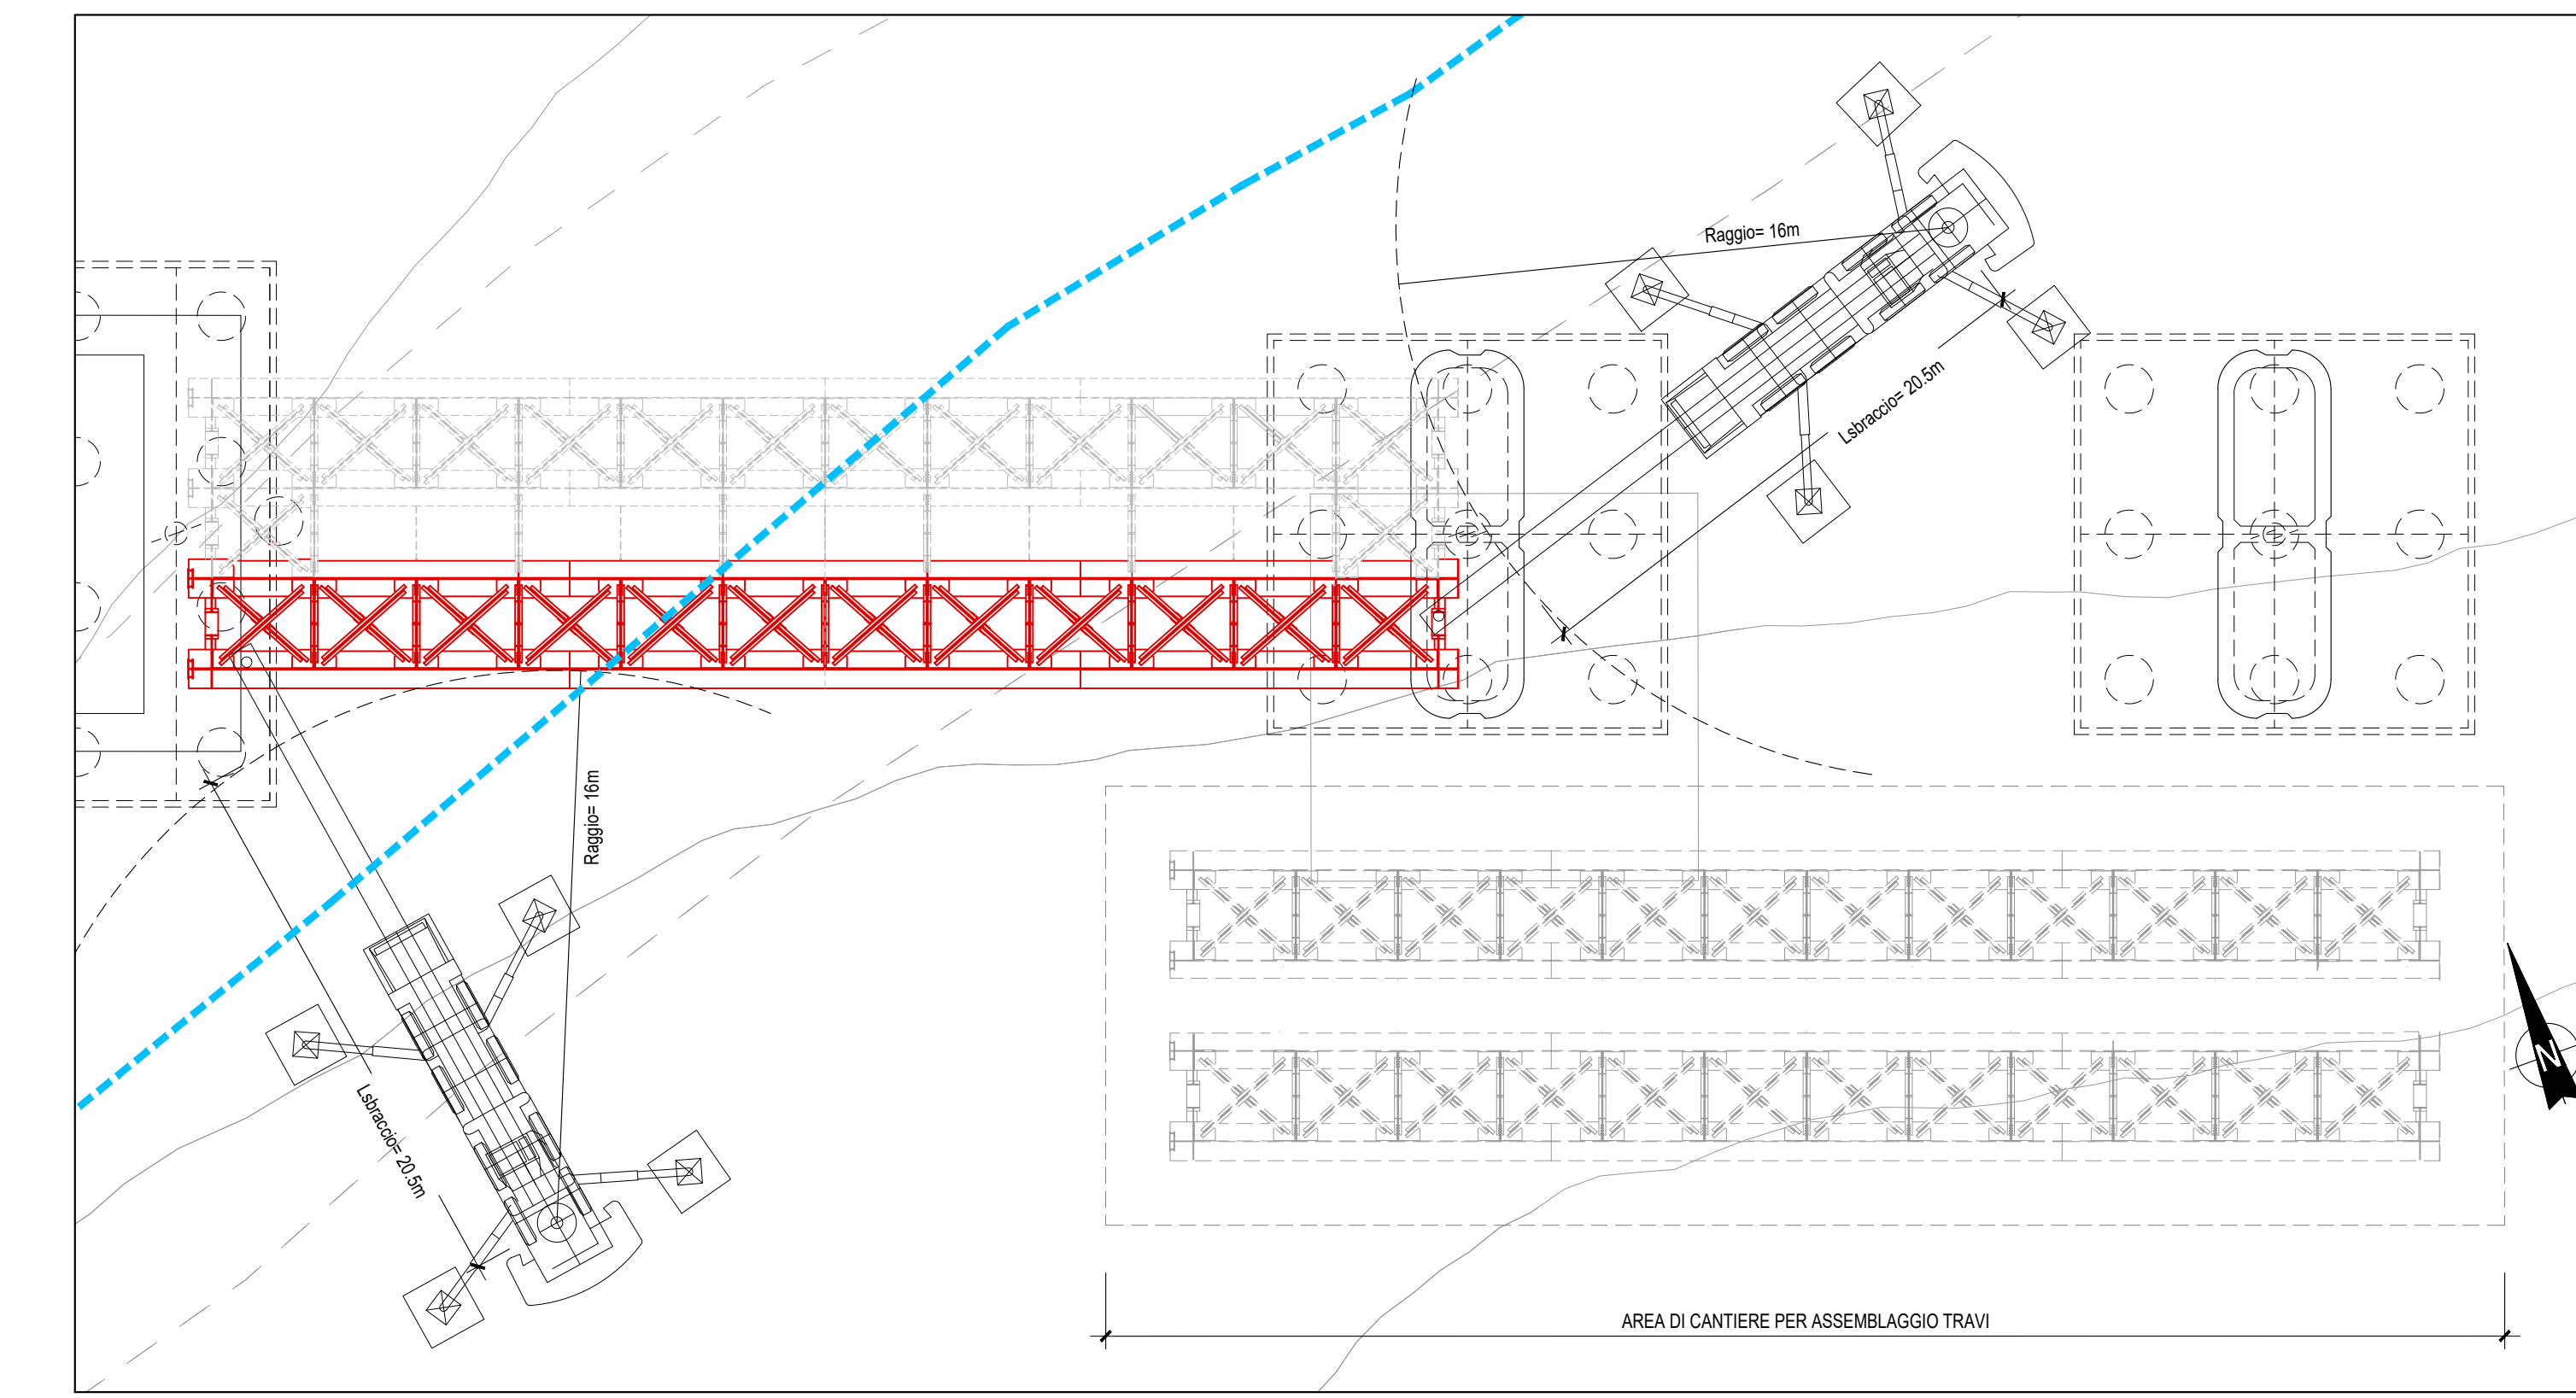 Raggio= 16m
Lsbraccio= 20.5m
Raggio= 16m
Lsbraccio= 20.5m
N
AREA DI CANTIERE PER ASSEMBLAGGIO TRAVI